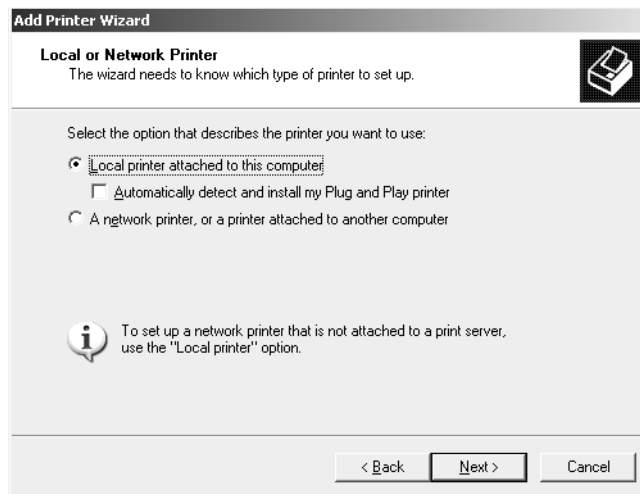 Add Printer Wizard
Local or Network Printer
The wizard needs to know which type of printer to set up.
Select the option that describes the printer you want to use:
Local printer attached to this computer
Automatically detect and install my Plug and Play printer
A network printer, or a printer attached to another computer
To set up a network printer that is not attached to a print server,
use the "Local printer" option.
< Back Next > Cancel